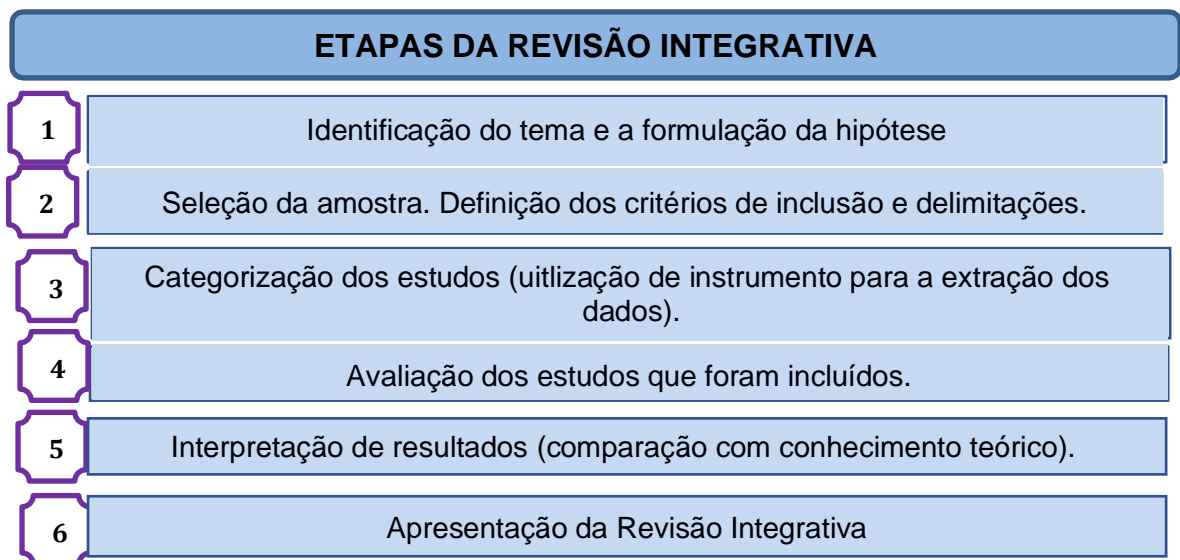 ETAPAS DA REVISÃO INTEGRATIVA
1
Identificação do tema e a formulação da hipótese
2
Seleção da amostra. Definição dos critérios de inclusão e delimitações.
3
Categorização dos estudos (uitlização de instrumento para a extração dos
dados).
4
Avaliação dos estudos que foram incluídos.
5
Interpretação de resultados (comparação com conhecimento teórico).
6
Apresentação da Revisão Integrativa